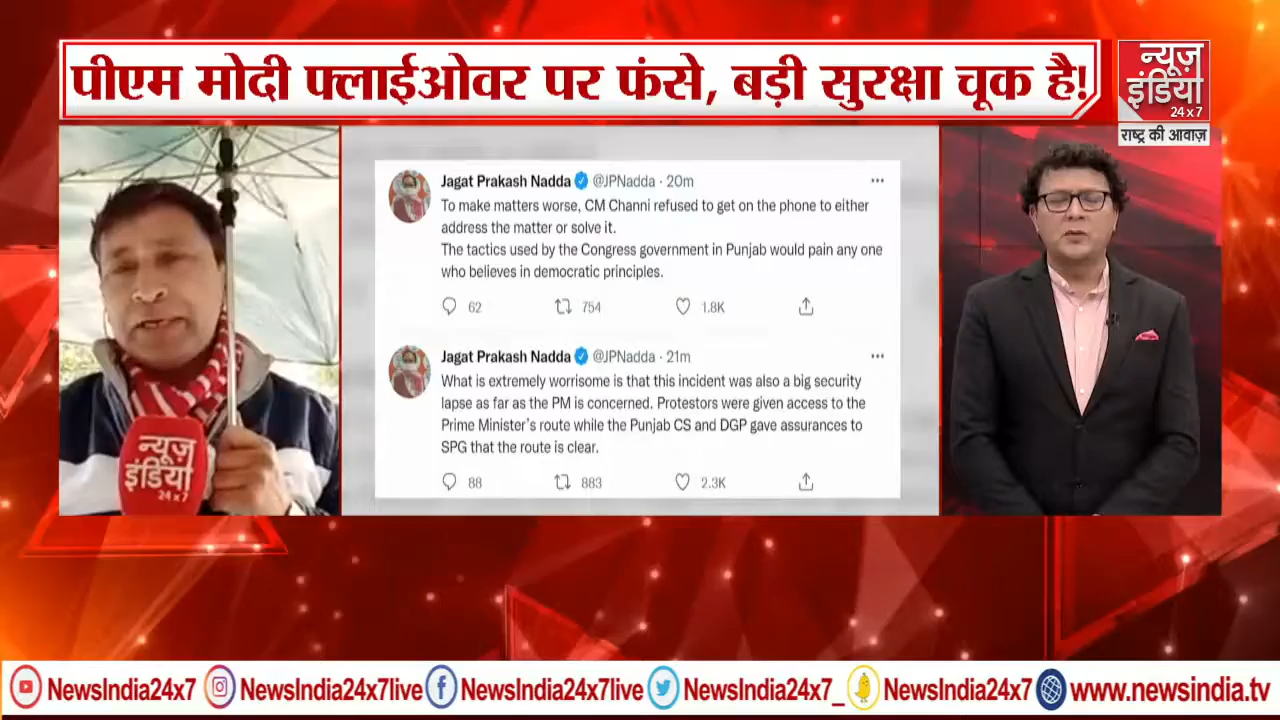 पीएम मोदी फ्लाईओवर पर फंसे, बड़ी सुरक्षा चूक है!
न्यूज़
इंडिया
24x7
राष्ट्र की आवाज़
Jagat Prakash Nadda @JPNadda · 20m
To make matters worse, CM Channi refused to get on the phone to either
address the matter or solve it.
The tactics used by the Congress government in Punjab would pain any one
who believes in democratic principles.
62 754 1.8K
Jagat Prakash Nadda @JPNadda · 21m
What is extremely worrisome is that this incident was also a big security
lapse as far as the PM is concerned. Protestors were given access to the
Prime Minister's route while the Punjab CS and DGP gave assurances to
SPG that the route is clear.
88 883 2.3K
न्यूज़
इंडिया
24x7
NewsIndia24x7 NewsIndia24x7live NewsIndia24x7live NewsIndia24x7_ NewsIndia24x7 www.newsindia.tv